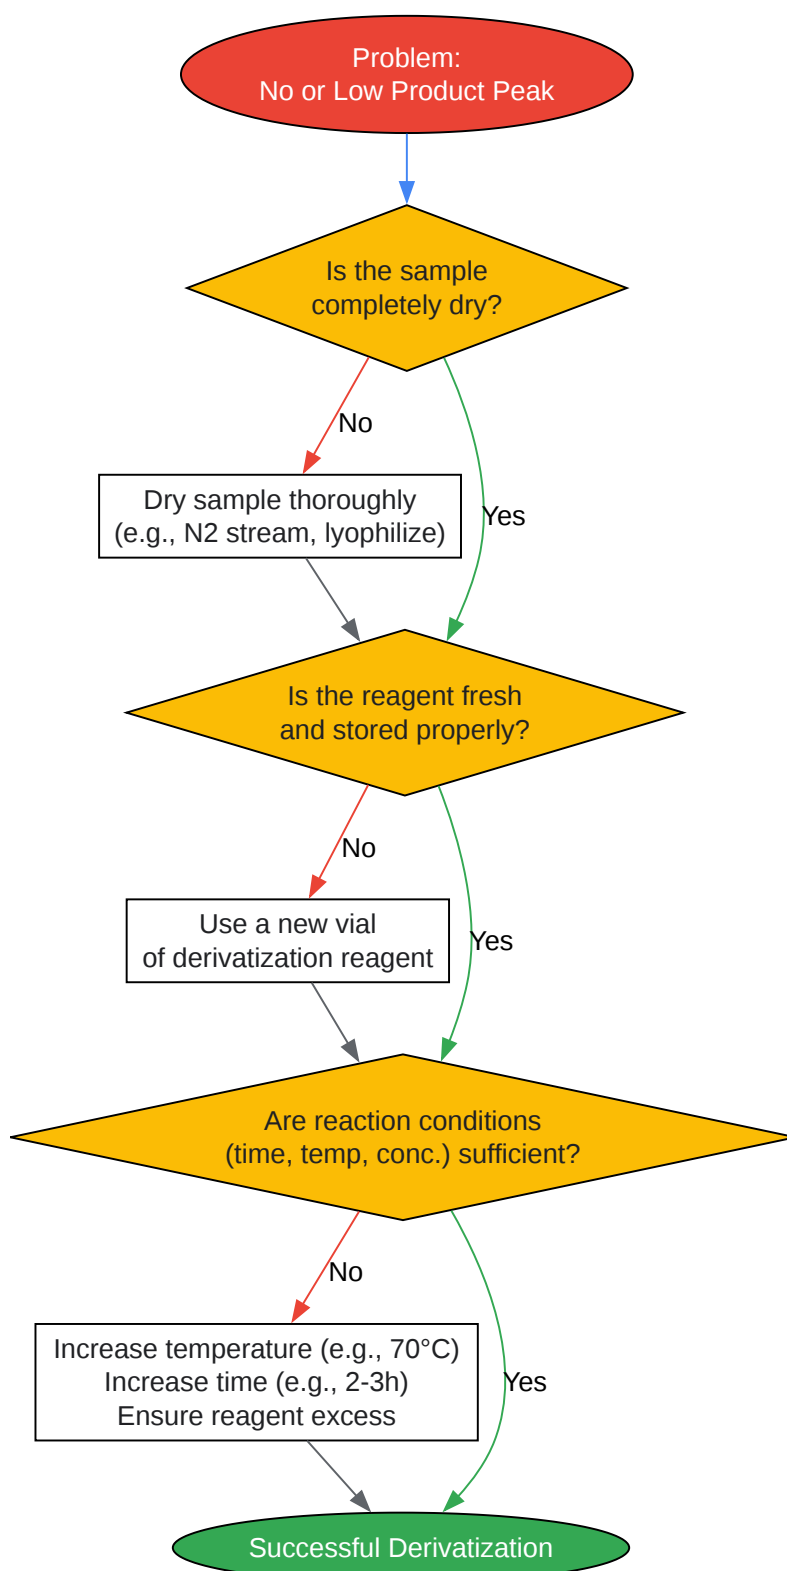 Problem:
No or Low Product Peak
Is the sample
completely dry?
No
Dry sample thoroughly
(e.g., N2 stream, lyophilize)
Yes
Is the reagent fresh
and stored properly?
No
Use a new vial
of derivatization reagent
Yes
Are reaction conditions
(time, temp, conc.) sufficient?
No
Increase temperature (e.g., 70°C)
Increase time (e.g., 2-3h)
Ensure reagent excess
Yes
Successful Derivatization